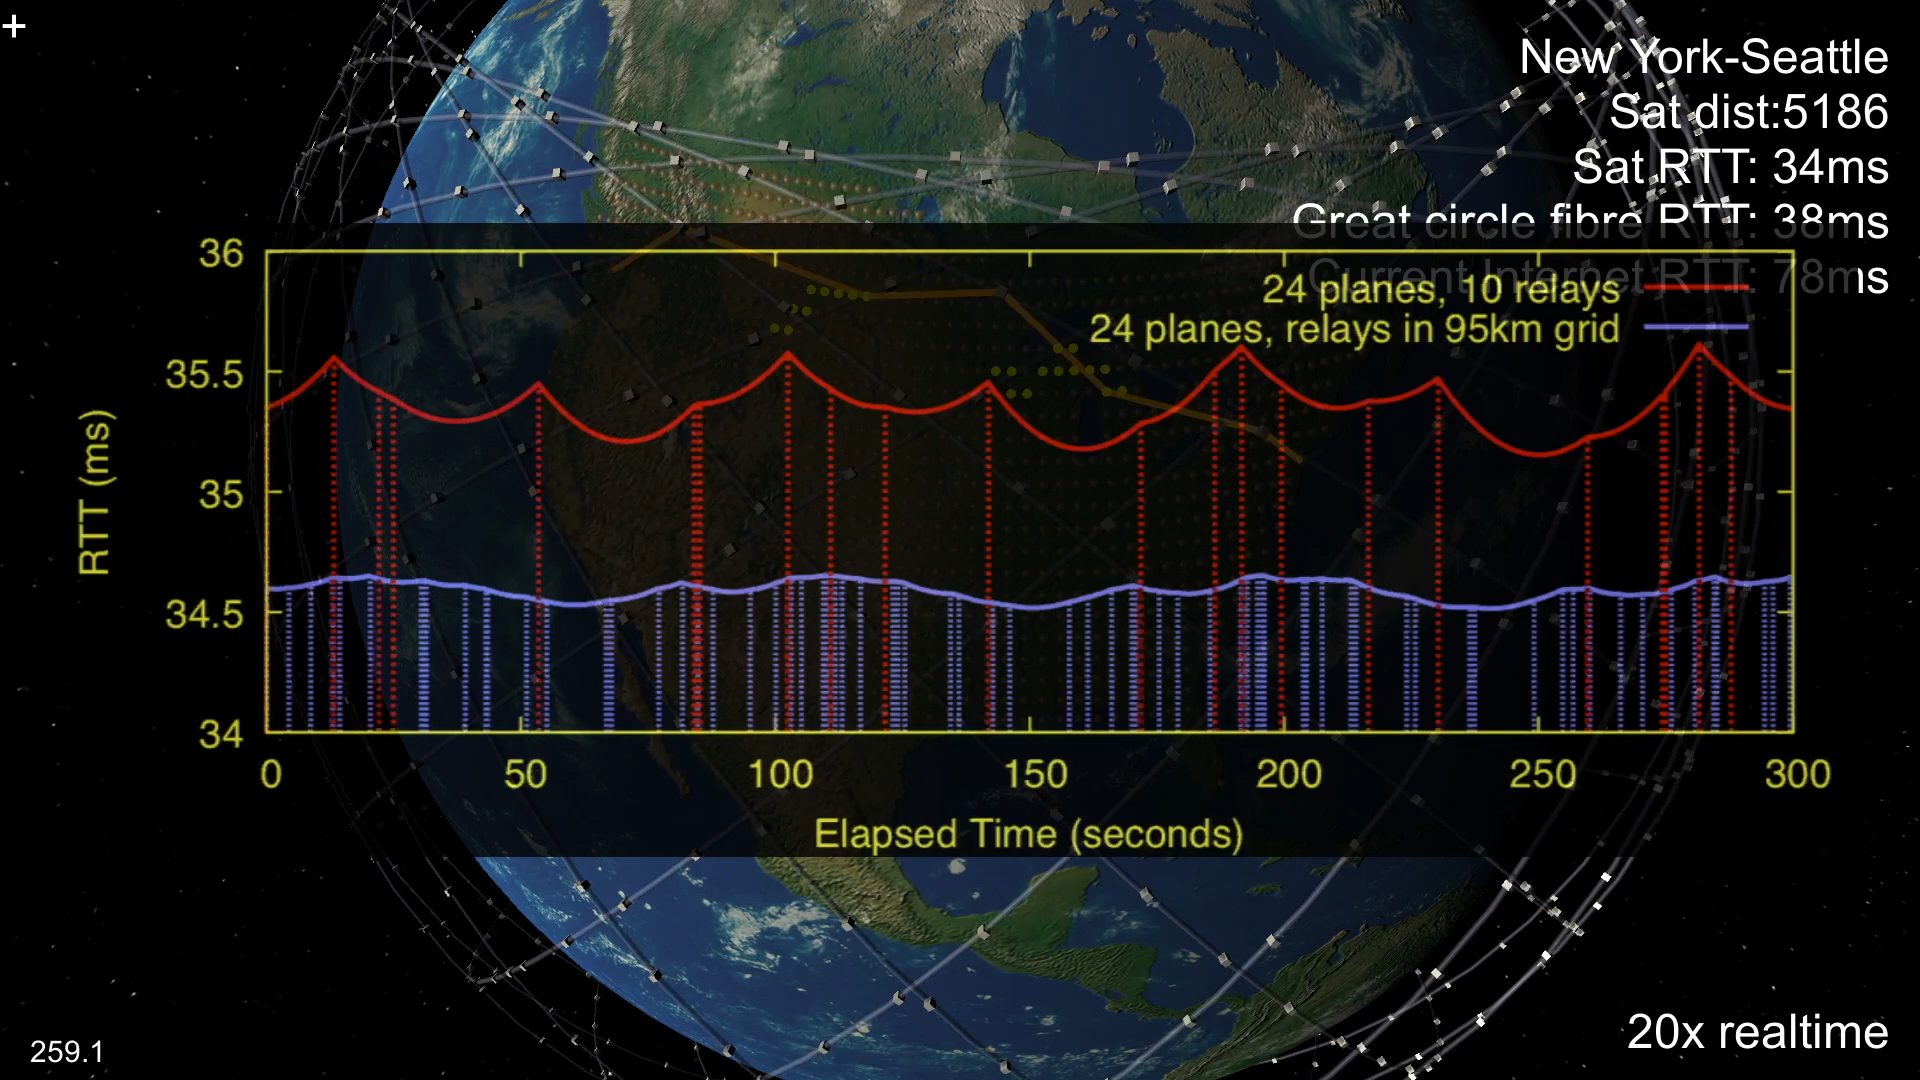 +
New York-Seattle
Sat dist:5186
Sat RTT: 34ms
Great circle fibre RTT: 38ms
Current Internet RTT: 78ms
24 planes, 10 relays
24 planes, relays in 95km grid
RTT (ms)
36
35.5
35
34.5
34
0 50 100 150 200 250 300
Elapsed Time (seconds)
259.1
20x realtime